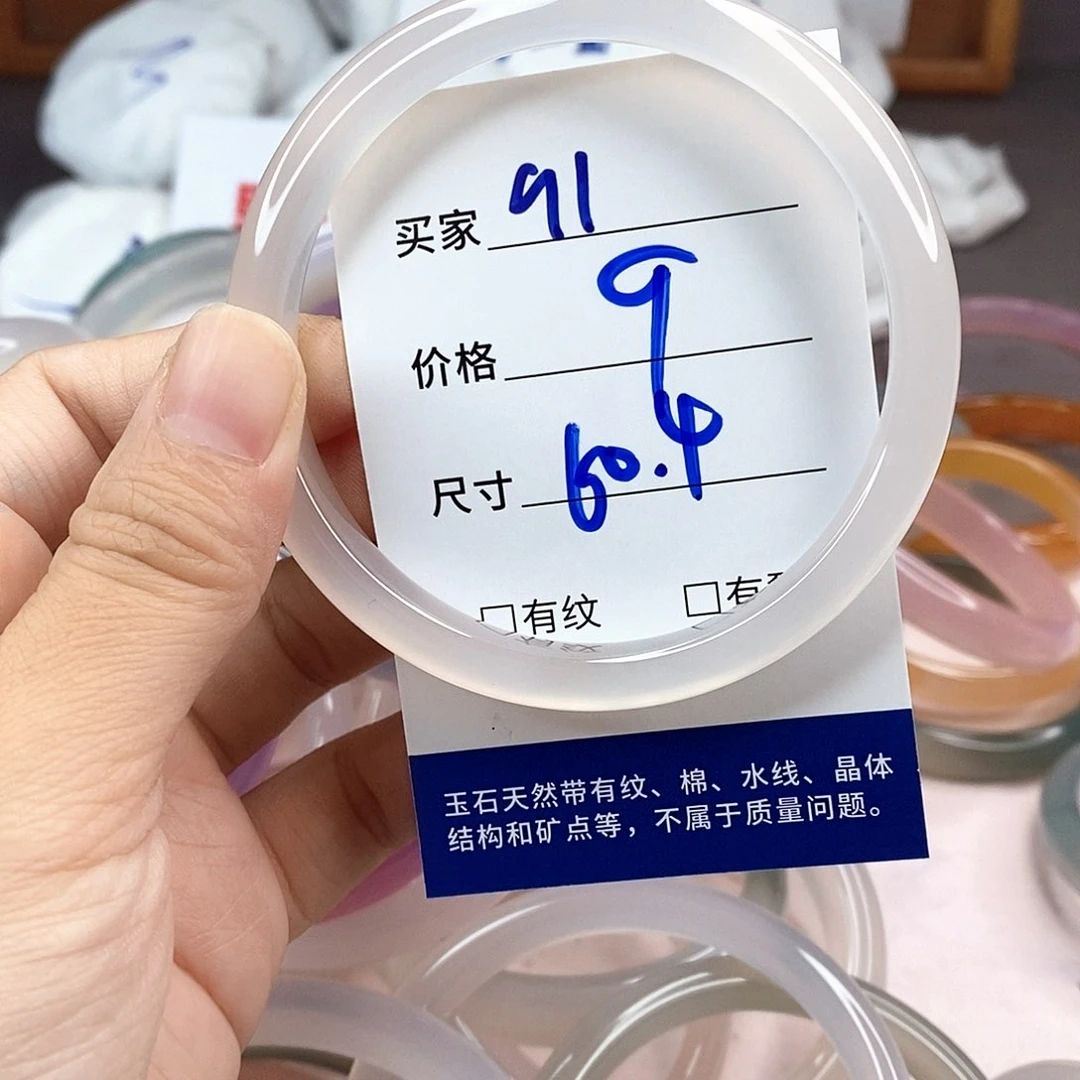 买家 91
价格 9
尺寸 60.4
□有纹 □有
玉石天然带有纹、棉、水线、晶体
结构和矿点等，不属于质量问题。